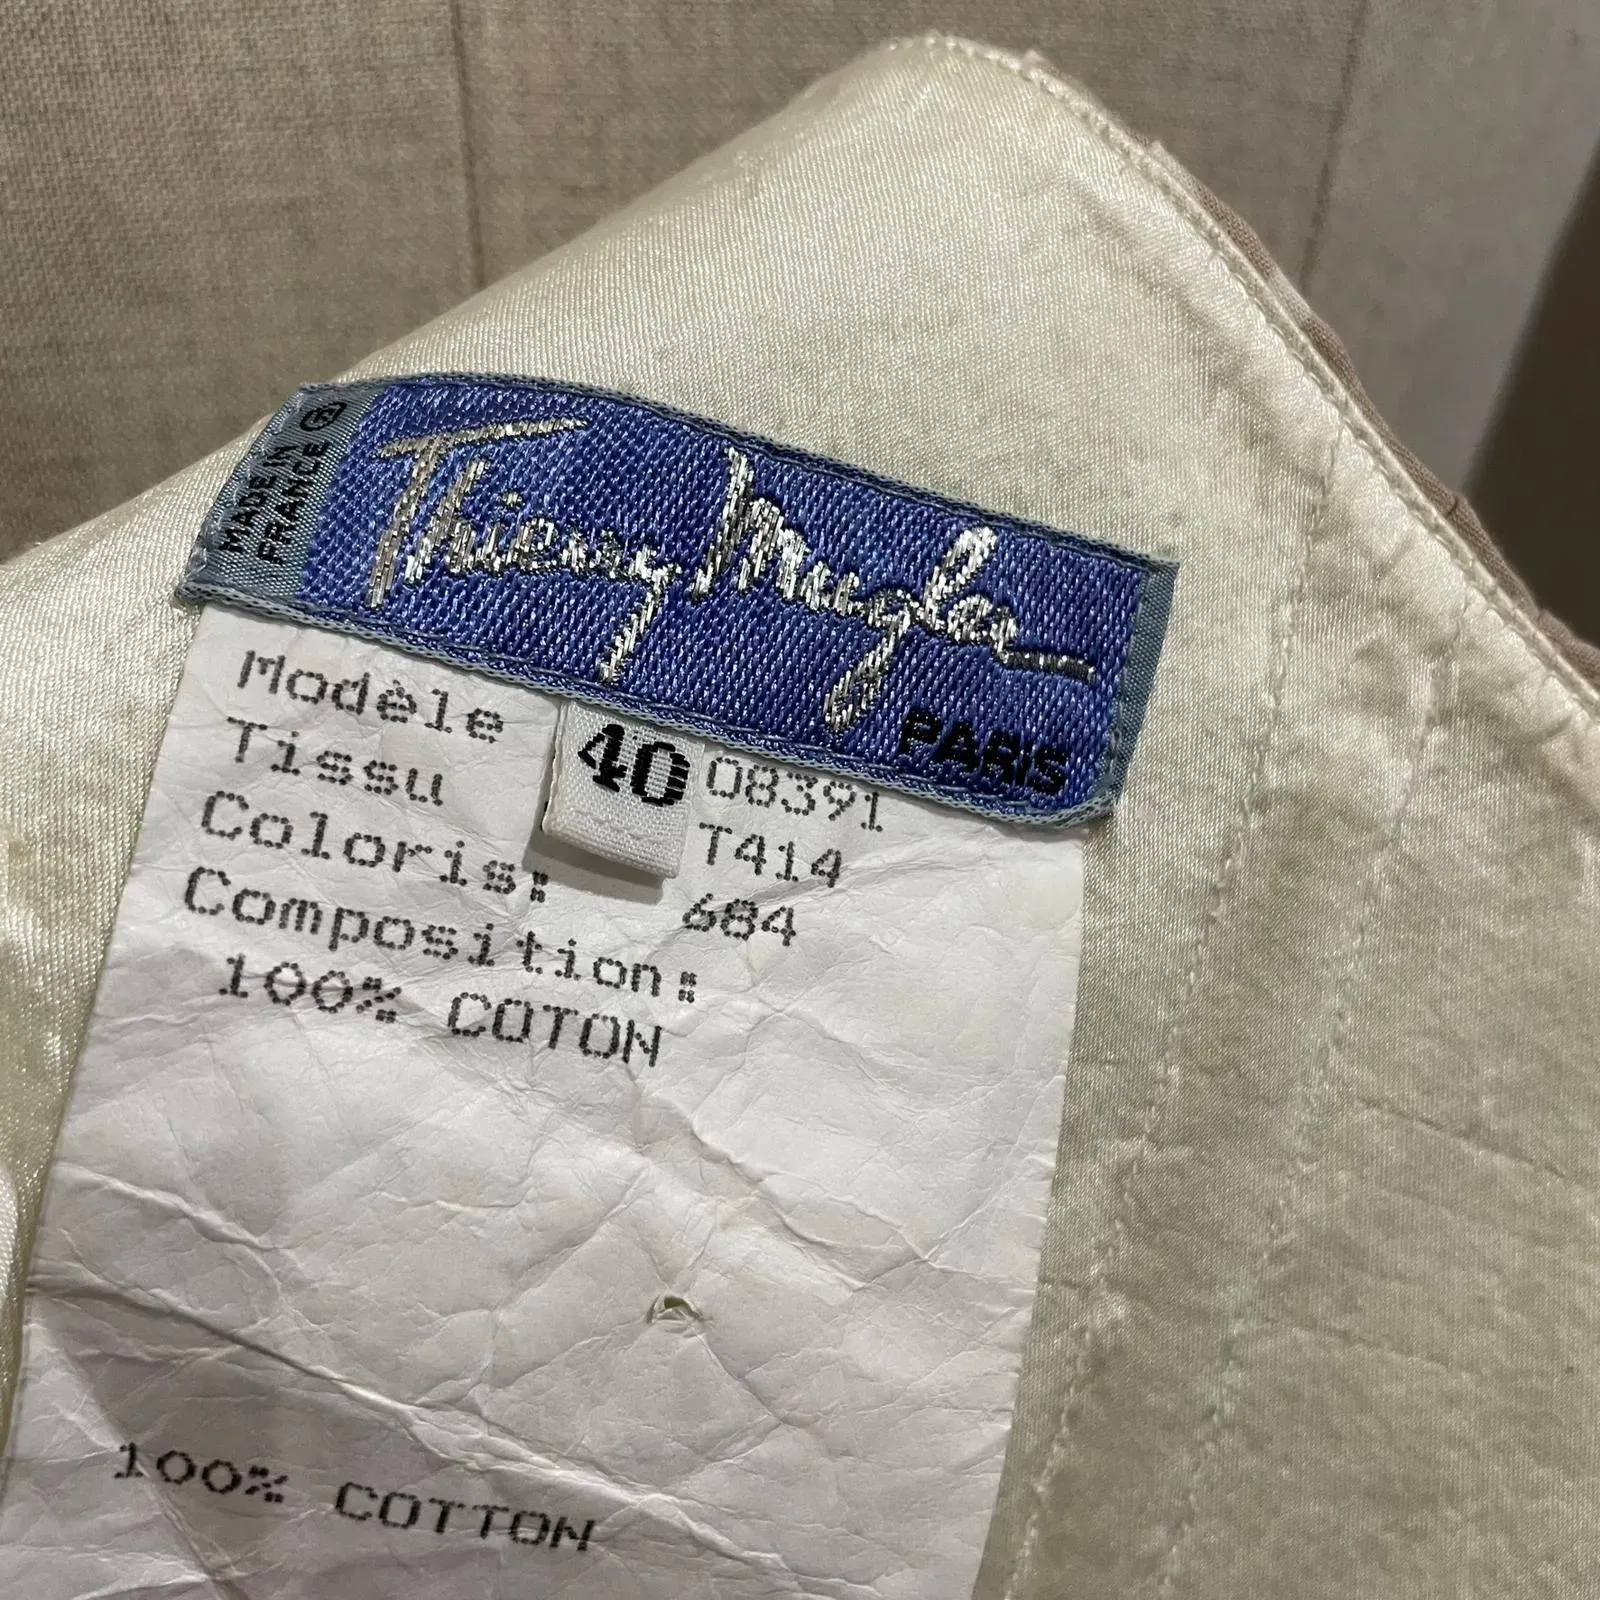 MADE IN
FRANCE
Thierry Mugler
PARIS
40
Modèle 08391
Tissu T414
Coloris: 684
Composition:
100% COTON
100% COTTON